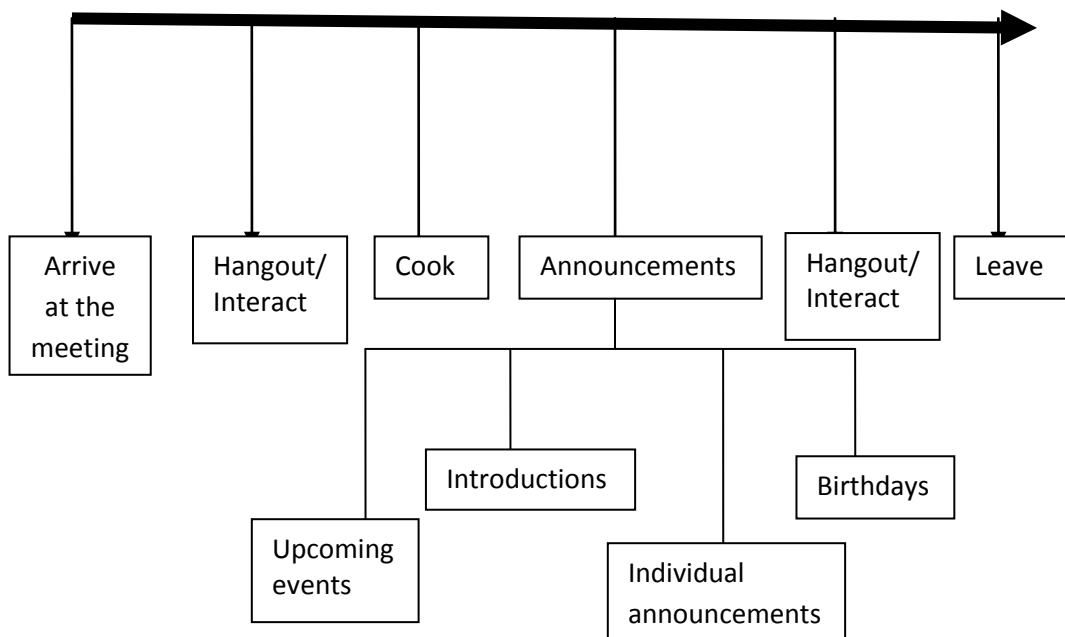 Arrive
at the
meeting
Hangout/
Interact
Cook
Announcements
Hangout/
Interact
Leave
Introductions
Birthdays
Upcoming
events
Individual
announcements